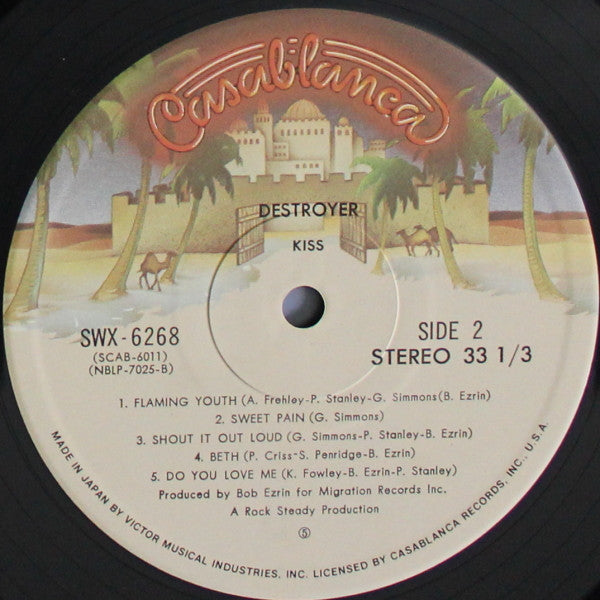 Casablanca
DESTROYER
KISS
SWX-6268
(SCAB-6011)
(NBLP-7025-B)
SIDE 2
STEREO 33 1/3
1. FLAMING YOUTH (A. Frehley-P. Stanley-G. Simmons(B. Ezrin)
2. SWEET PAIN (G. Simmons)
3. SHOUT IT OUT LOUD (G. Simmons-P. Stanley-B. Ezrin)
4. BETH (P. Criss-S. Penridge-B. Ezrin)
5. DO YOU LOVE ME (K. Fowley-B. Ezrin-P. Stanley)
Produced by Bob Ezrin for Migration Records Inc.
A Rock Steady Production
⑤
MADE IN JAPAN BY VICTOR MUSICAL INDUSTRIES, INC. LICENSED BY CASABLANCA RECORDS, INC., U.S.A.